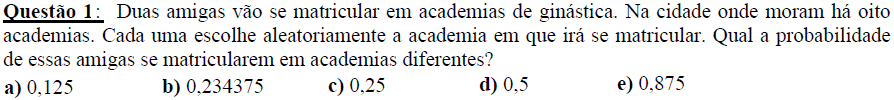 Questão 1: Duas amigas vão se matricular em academias de ginástica. Na cidade onde moram há oito
academias. Cada uma escolhe aleatoriamente a academia em que irá se matricular. Qual a probabilidade
de essas amigas se matricularem em academias diferentes?
a) 0,125 b) 0,234375 c) 0,25 d) 0,5 e) 0,875